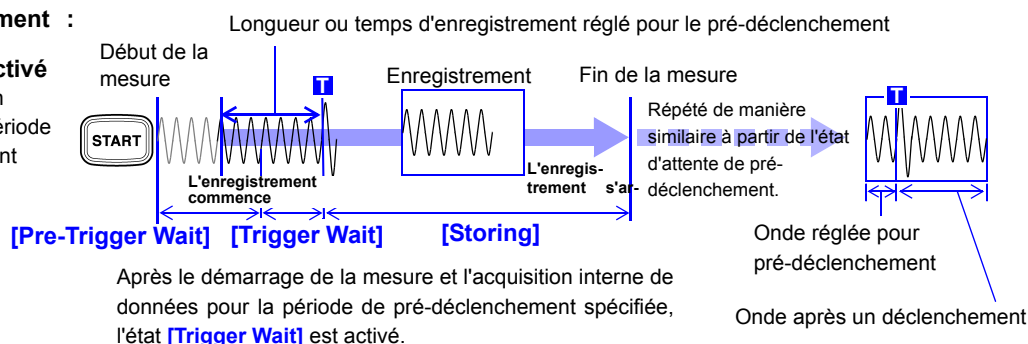 ment :
ctivé
n
ériode
nt
Longueur ou temps d'enregistrement réglé pour le pré-déclenchement
Début de la
mesure
T
Enregistrement
Fin de la mesure
START
L'enregistrement
commence
L'enregis-
trement s'ar-
Répété de manière
similaire à partir de l'état
d'attente de pré-
déclenchement.
T
[Pre-Trigger Wait] [Trigger Wait] [Storing]
Après le démarrage de la mesure et l'acquisition interne de
données pour la période de pré-déclenchement spécifiée,
l'état [Trigger Wait] est activé.
Onde réglée pour
pré-déclenchement
Onde après un déclenchement